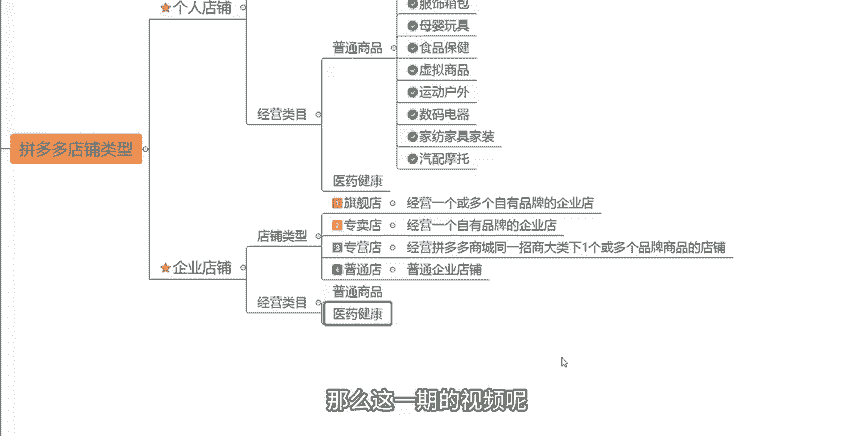 个人店铺
服饰箱包
母婴玩具
普通商品
食品保健
虚拟商品
运动户外
经营类目
数码电器
家纺家具家装
拼多多店铺类型
汽配摩托
医药健康
1旗舰店 经营一个或多个自有品牌的企业店
2专卖店 经营一个自有品牌的企业店
店铺类型
3专营店 经营拼多多商城同一招商大类下1个或多个品牌商品的店铺
企业店铺
4普通店 普通企业店铺
普通商品
经营类目
医药健康
那么这一期的视频呢